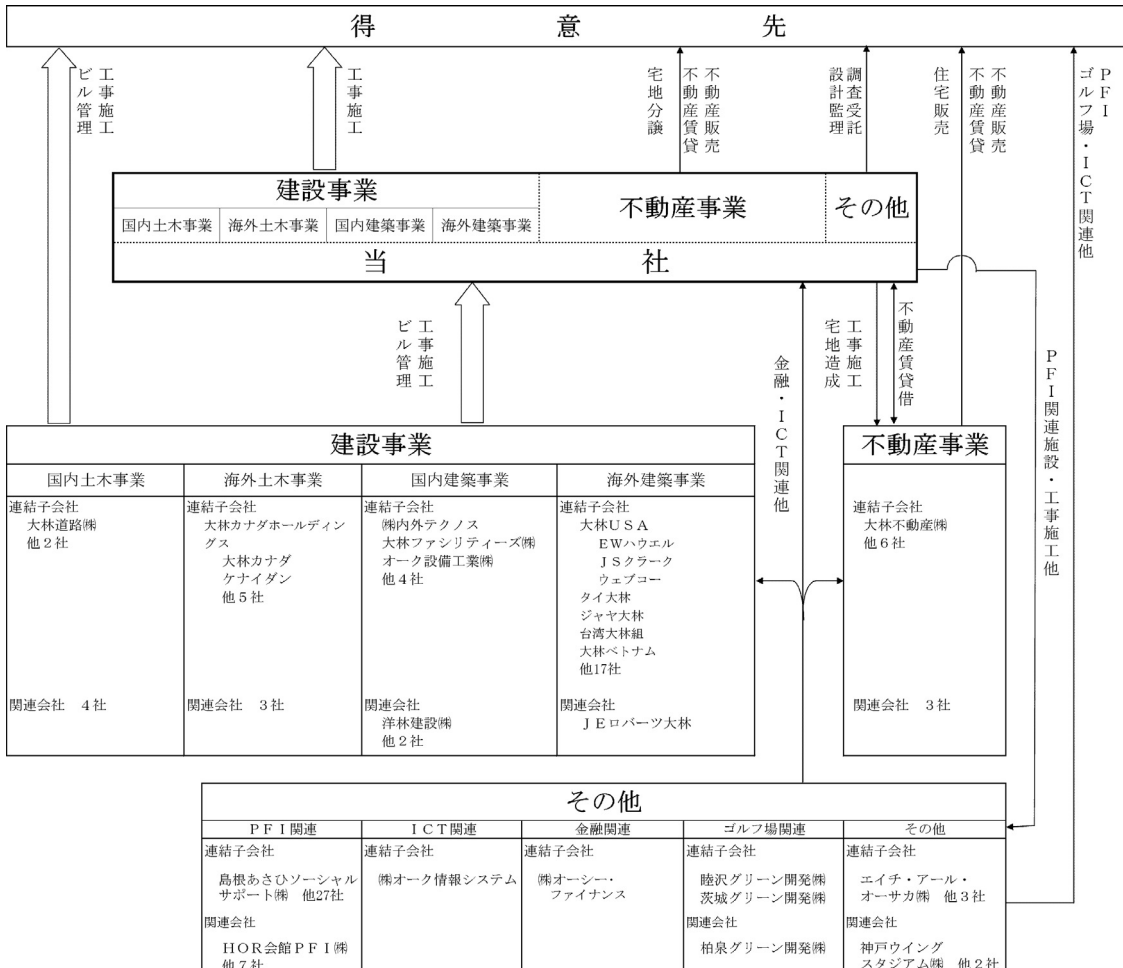 得意先
工事施工
ビル管理
工事施工
不動産販売
不動産賃貸
宅地分譲
調査受託
設計監理
不動産販売
不動産賃貸
住宅販売
PFI
ゴルフ場・ICT関連他
建設事業
不動産事業
その他
国内土木事業
海外土木事業
国内建築事業
海外建築事業
当社
工事施工
ビル管理
金融・ICT関連他
工事施工
宅地造成
不動産賃貸借
PFI関連施設・工事施工他
建設事業
国内土木事業
連結子会社
大林道路㈱
他2社
関連会社 4社
海外土木事業
連結子会社
大林カナダホールディン
グス
大林カナダ
ケナイダン
他5社
関連会社 3社
国内建築事業
連結子会社
㈱内外テクノス
大林ファシリティーズ㈱
オーク設備工業㈱
他4社
関連会社
洋林建設㈱
他2社
海外建築事業
連結子会社
大林USA
EWハウエル
JSクラーク
ウェブコー
タイ大林
ジャヤ大林
台湾大林組
大林ベトナム
他17社
関連会社
JEロバーツ大林
不動産事業
連結子会社
大林不動産㈱
他6社
関連会社 3社
その他
PFI関連
連結子会社
島根あさひソーシャル
サポート㈱ 他27社
関連会社
HOR会館PFI㈱
他7社
ICT関連
連結子会社
㈱オーク情報システム
金融関連
連結子会社
㈱オーシー・
ファイナンス
ゴルフ場関連
連結子会社
睦沢グリーン開発㈱
茨城グリーン開発㈱
関連会社
柏泉グリーン開発㈱
その他
連結子会社
エイチ・アール・
オーサカ㈱ 他3社
関連会社
神戸ウイング
スタジアム㈱ 他2社